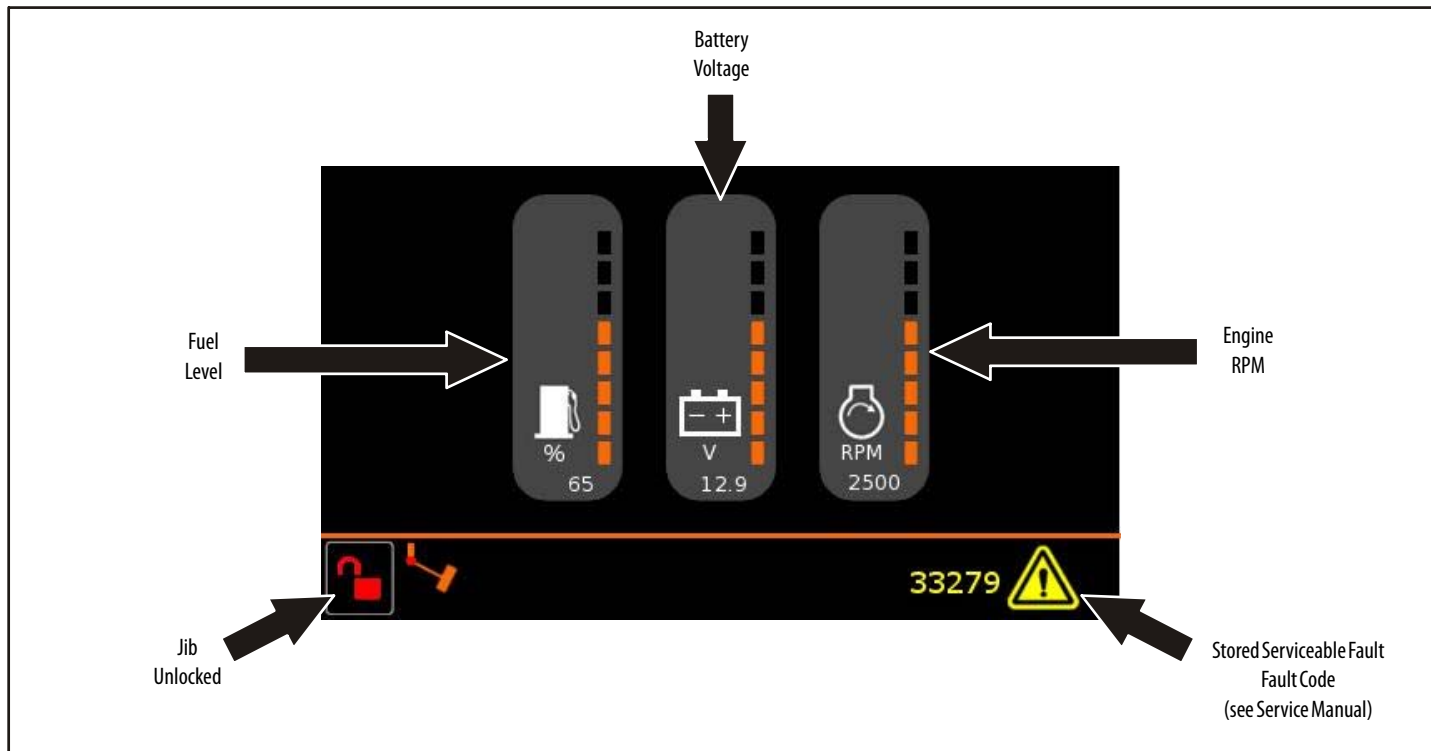 Battery
Voltage
Fuel
Level
Engine
RPM
%
65
V
12.9
RPM
2500
33279
Jib
Unlocked
Stored Serviceable Fault
Fault Code
(see Service Manual)